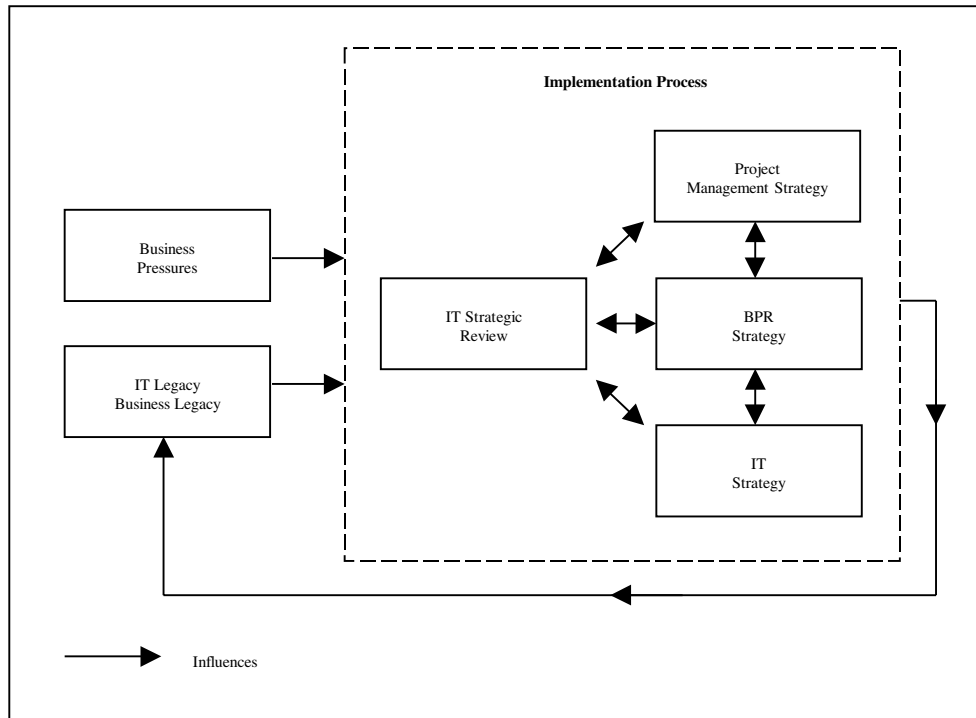 Implementation Process
Project
Management Strategy
Business
Pressures
IT Strategic
Review
BPR
Strategy
IT Legacy
Business Legacy
IT
Strategy
Influences